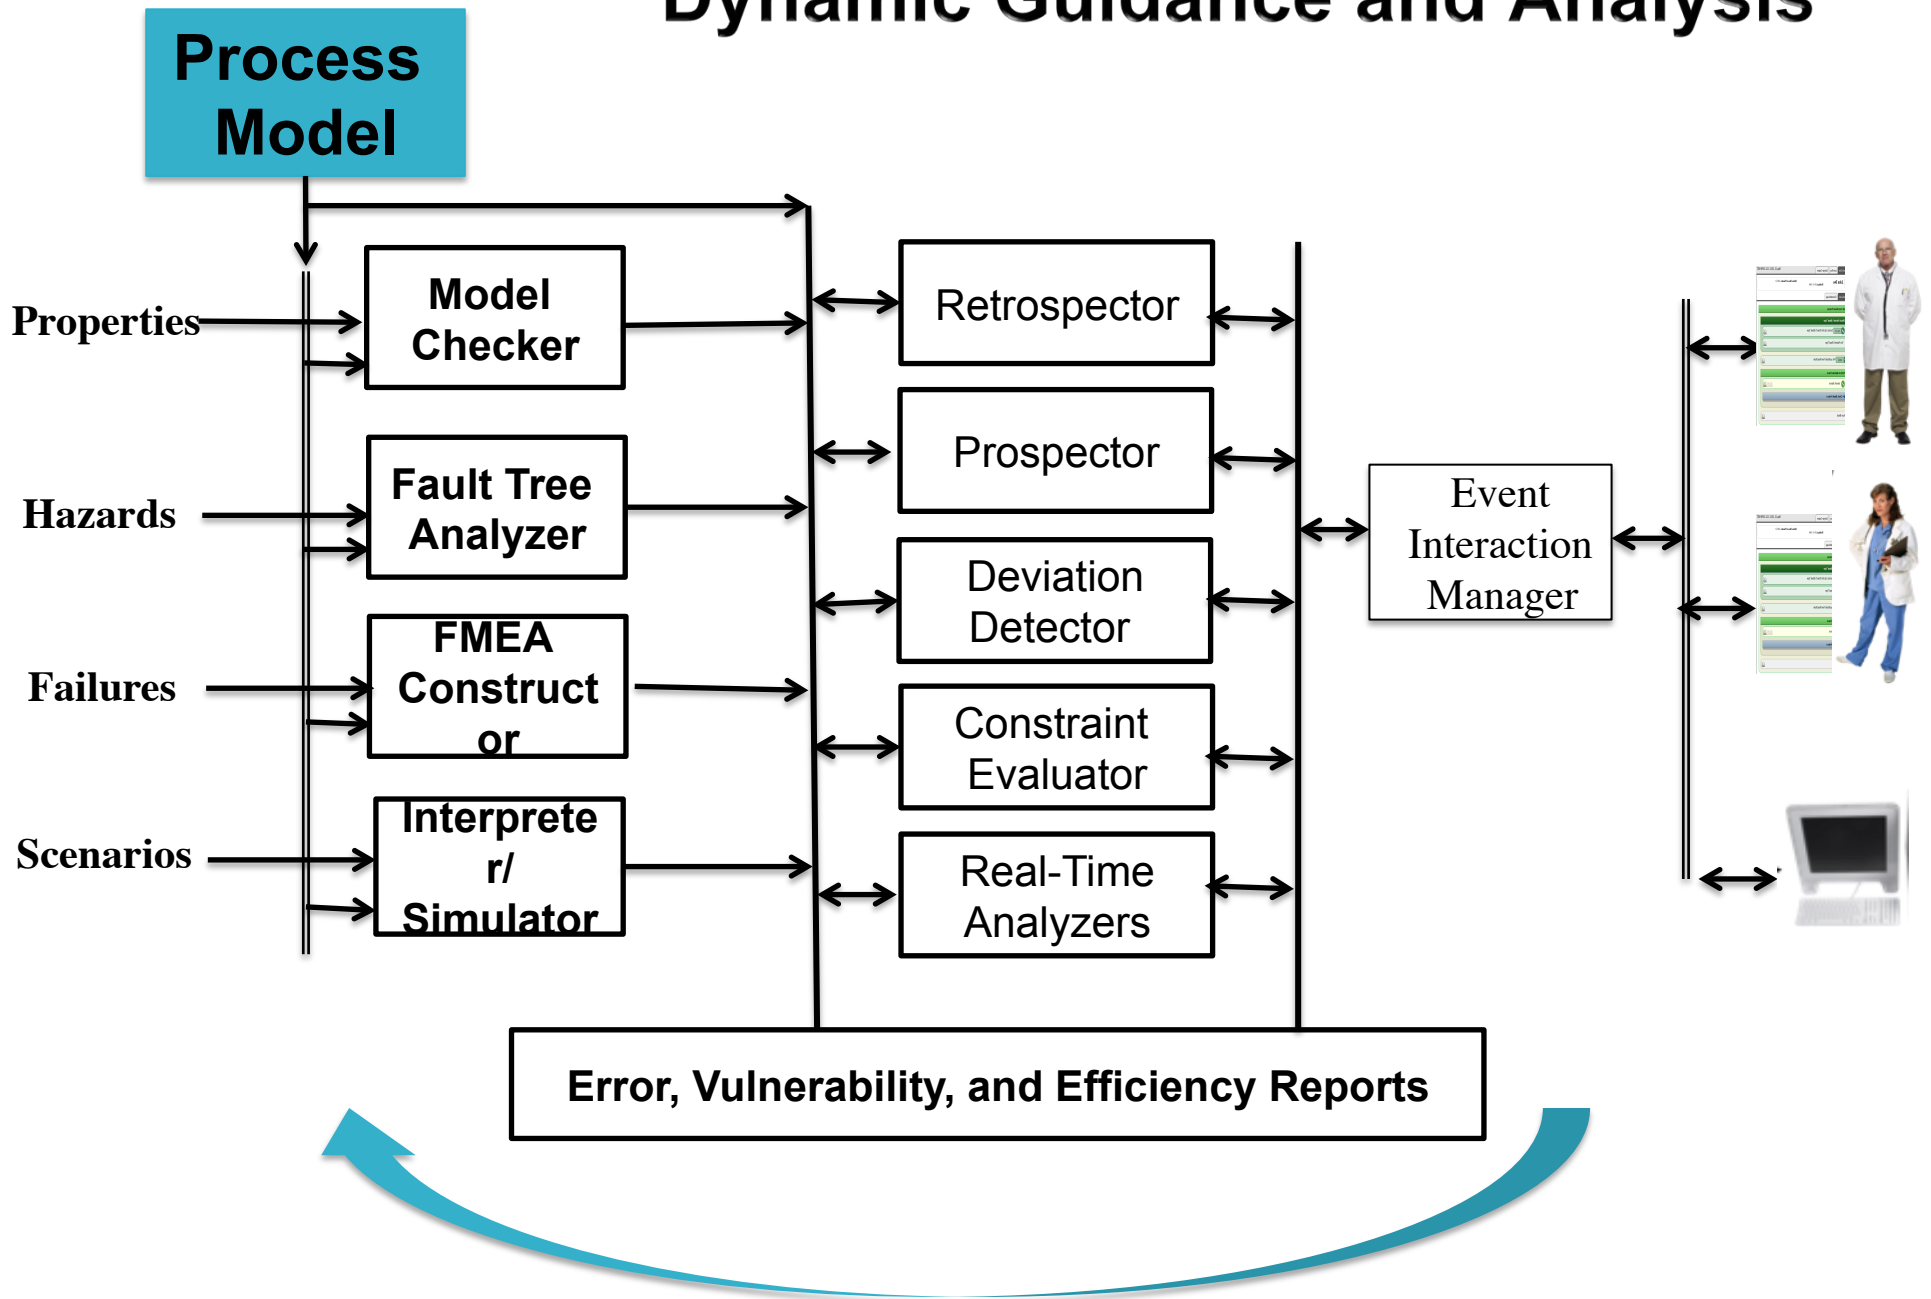 Dynamic Guidance and Analysis
Process
Model
Properties
Model
Checker
Hazards
Fault Tree
Analyzer
Failures
FMEA
Construct
or
Scenarios
Interprete
r/
Simulator
Retrospector
Prospector
Deviation
Detector
Constraint
Evaluator
Real-Time
Analyzers
Event
Interaction
Manager
Error, Vulnerability, and Efficiency Reports